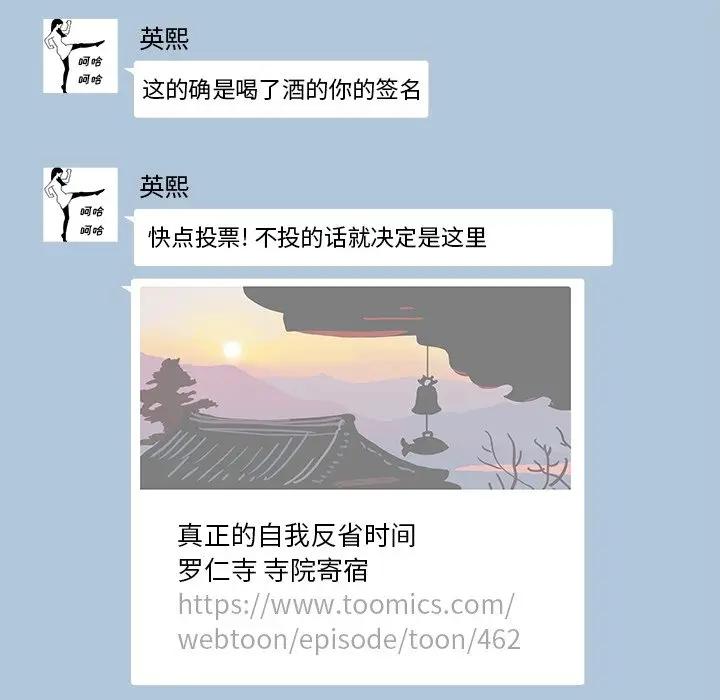 英熙
呵哈
呵哈
这的确是喝了酒的你的签名
英熙
呵哈
呵哈
快点投票! 不投的话就决定是这里
真正的自我反省时间
罗仁寺 寺院寄宿
https://www.toomics.com/
webtoon/episode/toon/462